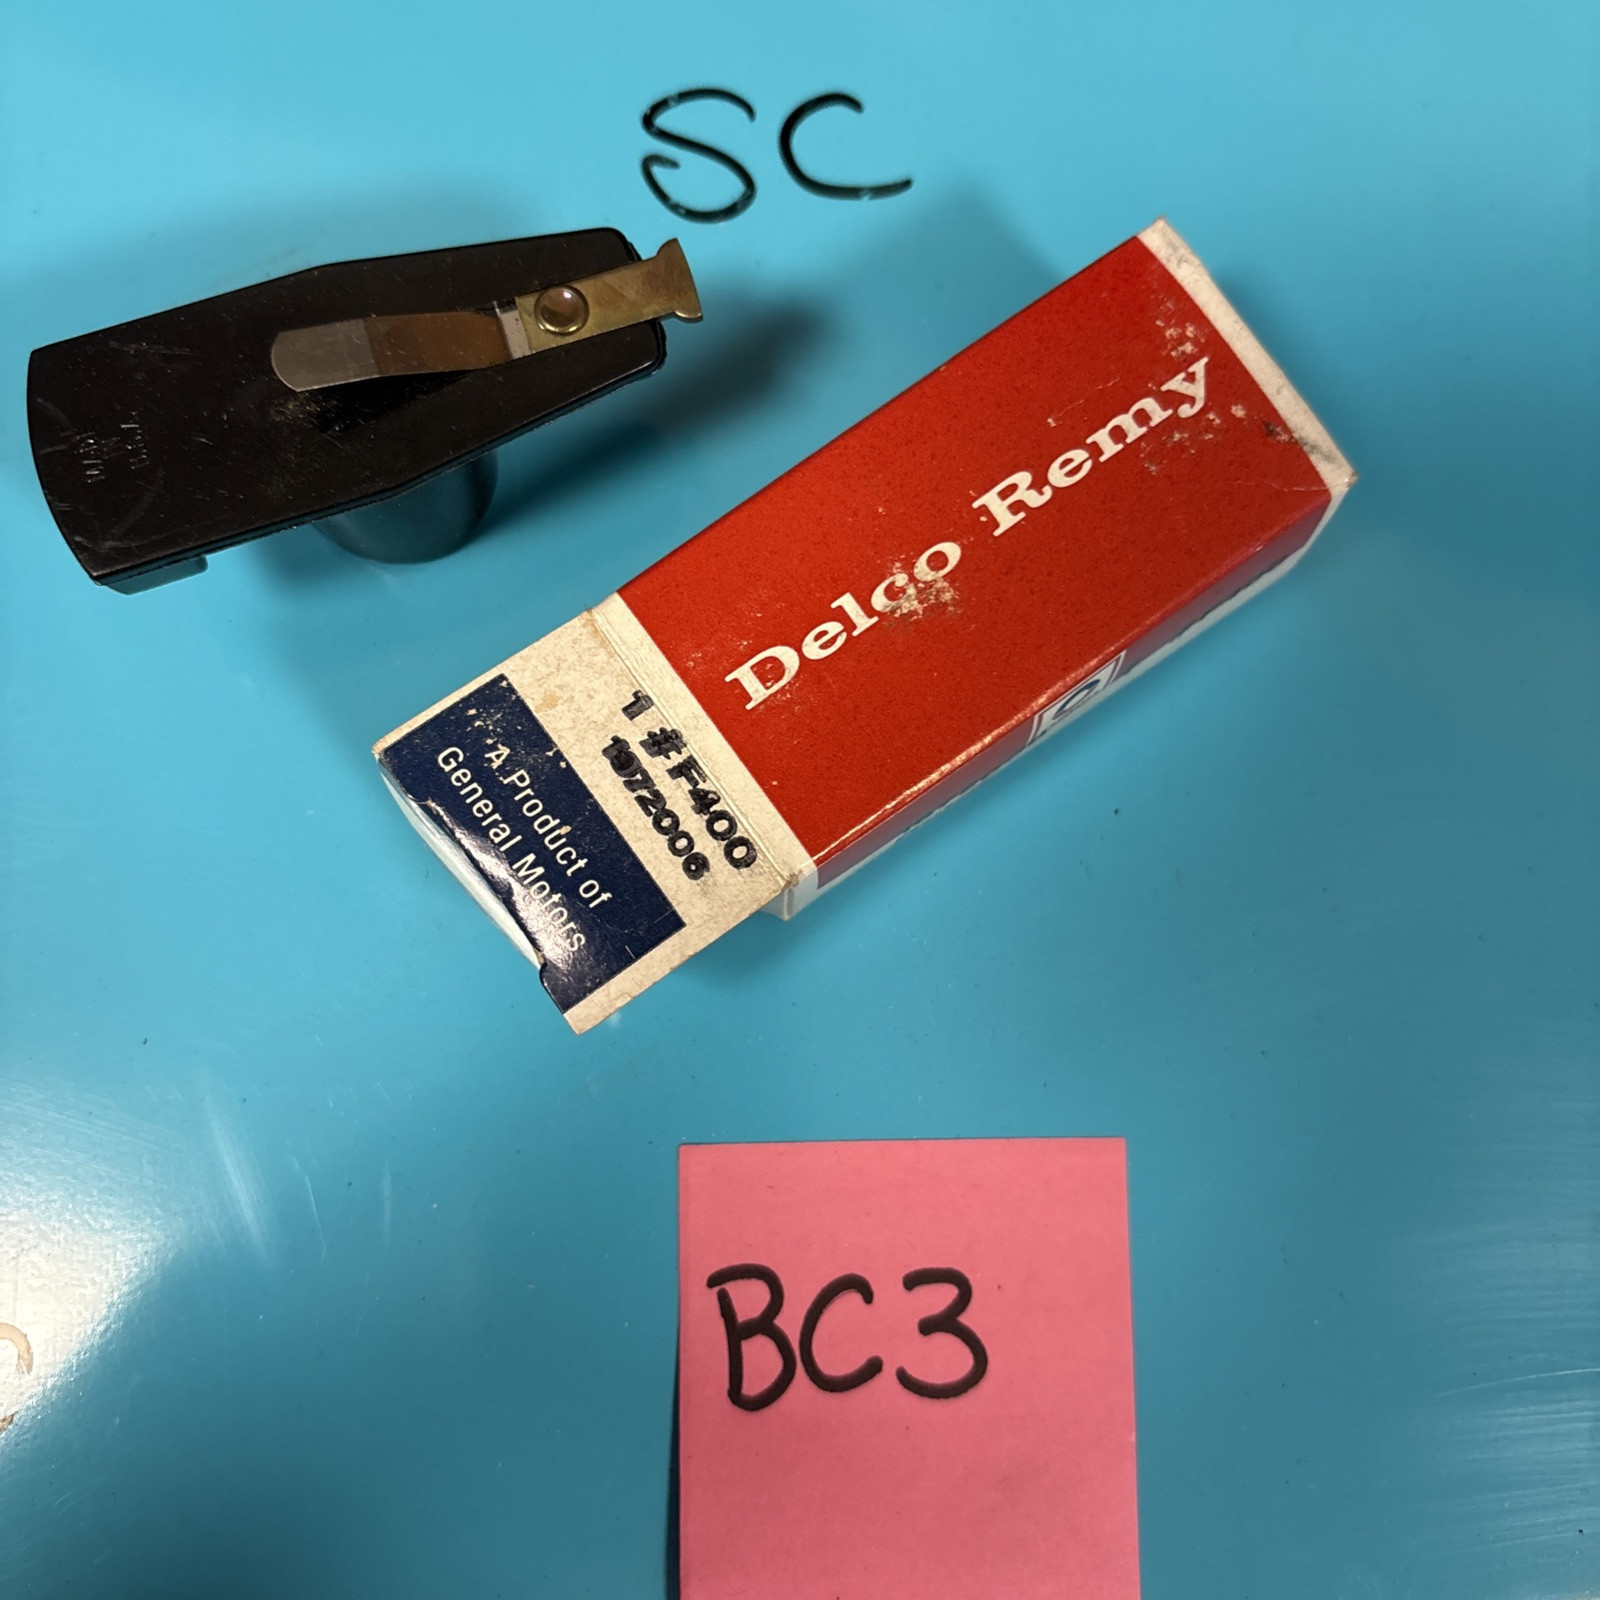 SC
Delco Remy
1 #F400
1972006
A Product of
General Motors
BC3